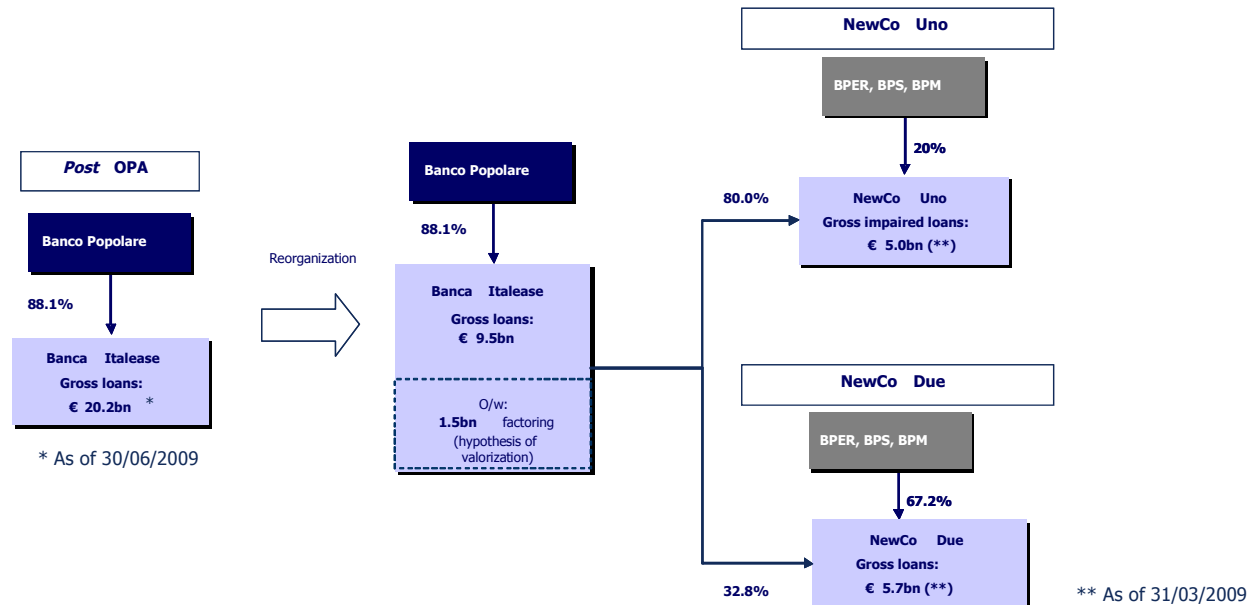 Post OPA
Banco Popolare
88.1%
Banca Italease
Gross loans:
€ 20.2bn *
* As of 30/06/2009
Reorganization
Banco Popolare
88.1%
Banca Italease
Gross loans:
€ 9.5bn
O/w:
1.5bn factoring
(hypothesis of
valorization)
NewCo Uno
BPER, BPS, BPM
20%
80.0%
NewCo Uno
Gross impaired loans:
€ 5.0bn (**)
NewCo Due
BPER, BPS, BPM
67.2%
32.8%
NewCo Due
Gross loans:
€ 5.7bn (**)
** As of 31/03/2009